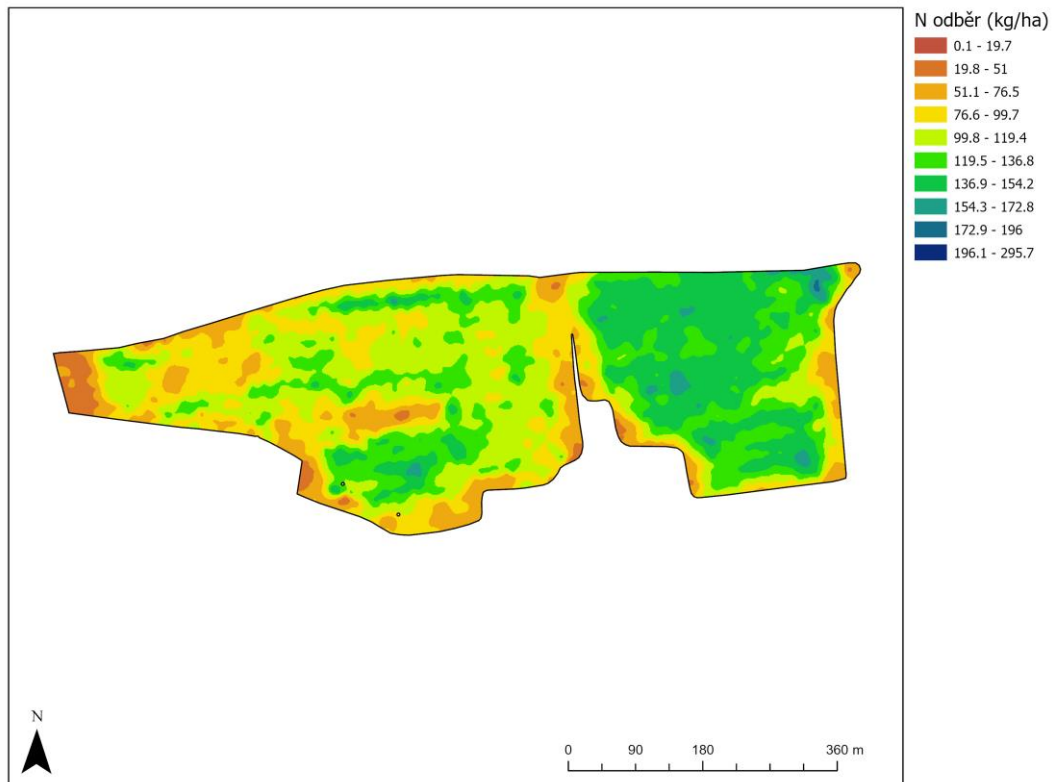 N odběr (kg/ha)
0.1 - 19.7
19.8 - 51
51.1 - 76.5
76.6 - 99.7
99.8 - 119.4
119.5 - 136.8
136.9 - 154.2
154.3 - 172.8
172.9 - 196
196.1 - 295.7
N
0 90 180 360 m